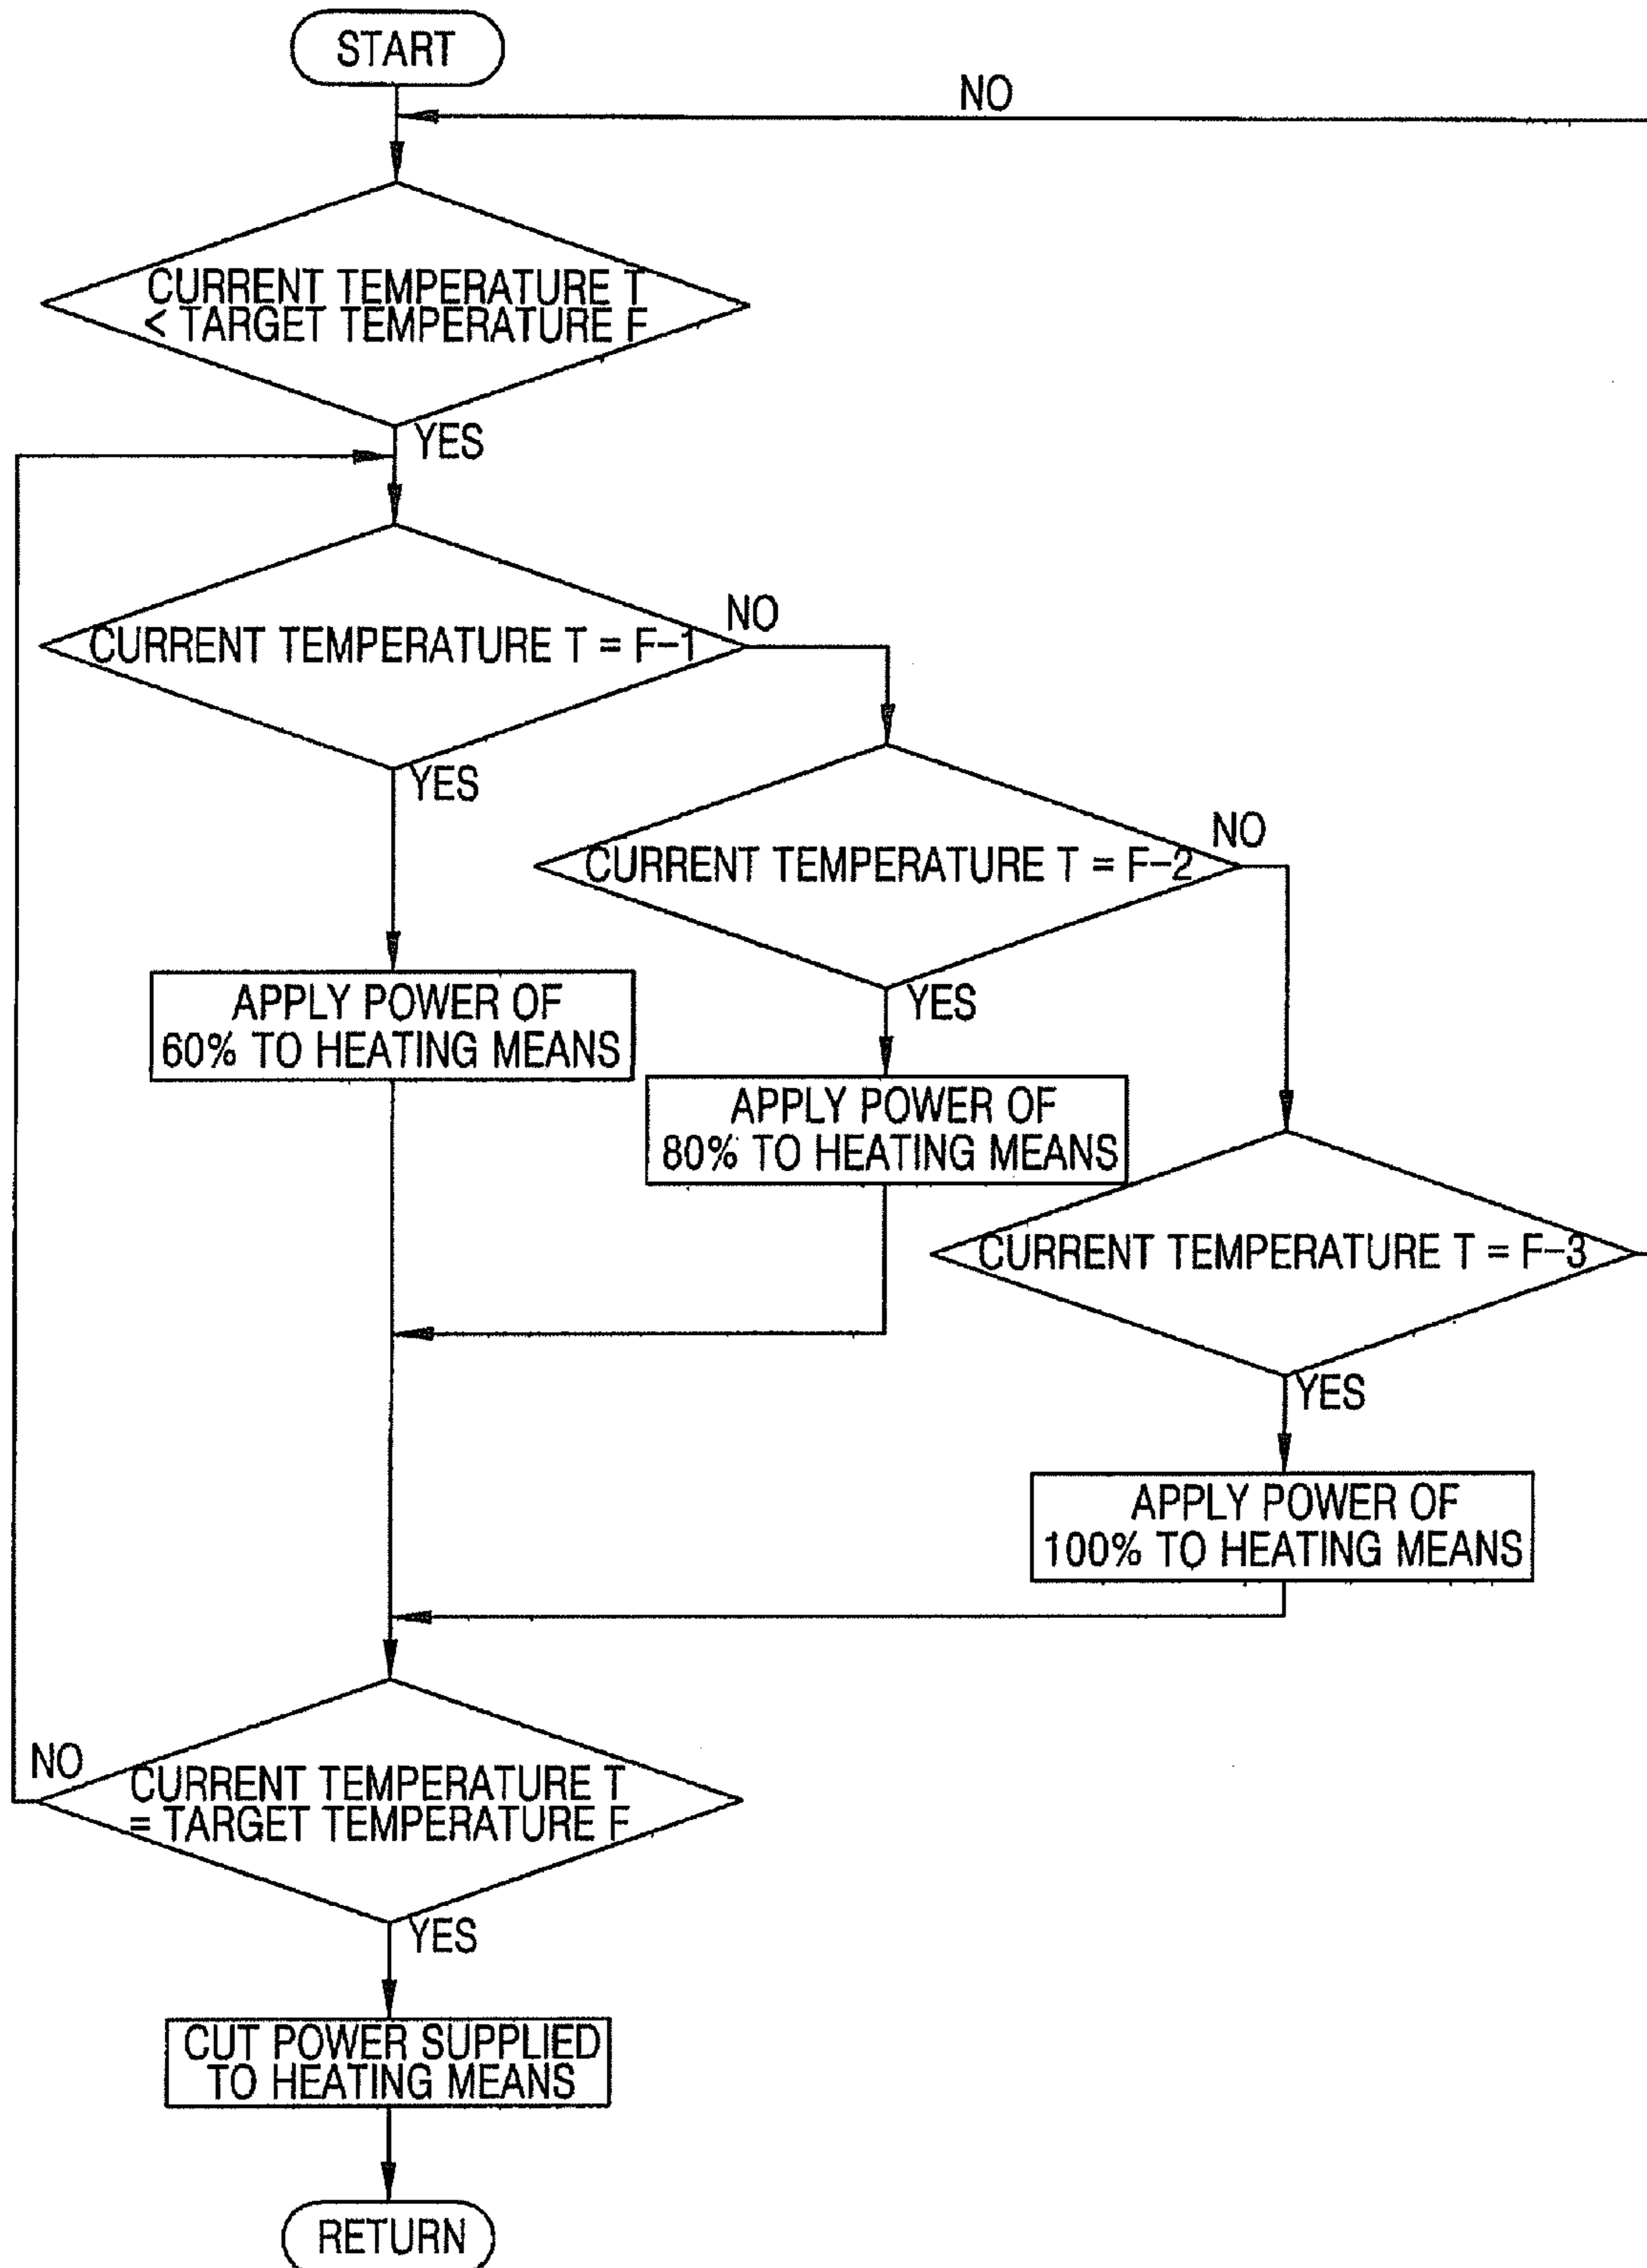 START
NO
CURRENT TEMPERATURE T
< TARGET TEMPERATURE F
YES
CURRENT TEMPERATURE T = F-1
NO
YES
CURRENT TEMPERATURE T = F-2
NO
APPLY POWER OF
60% TO HEATING MEANS
YES
APPLY POWER OF
80% TO HEATING MEANS
CURRENT TEMPERATURE T = F-3
YES
APPLY POWER OF
100% TO HEATING MEANS
NO
CURRENT TEMPERATURE T
= TARGET TEMPERATURE F
YES
CUT POWER SUPPLIED
TO HEATING MEANS
RETURN